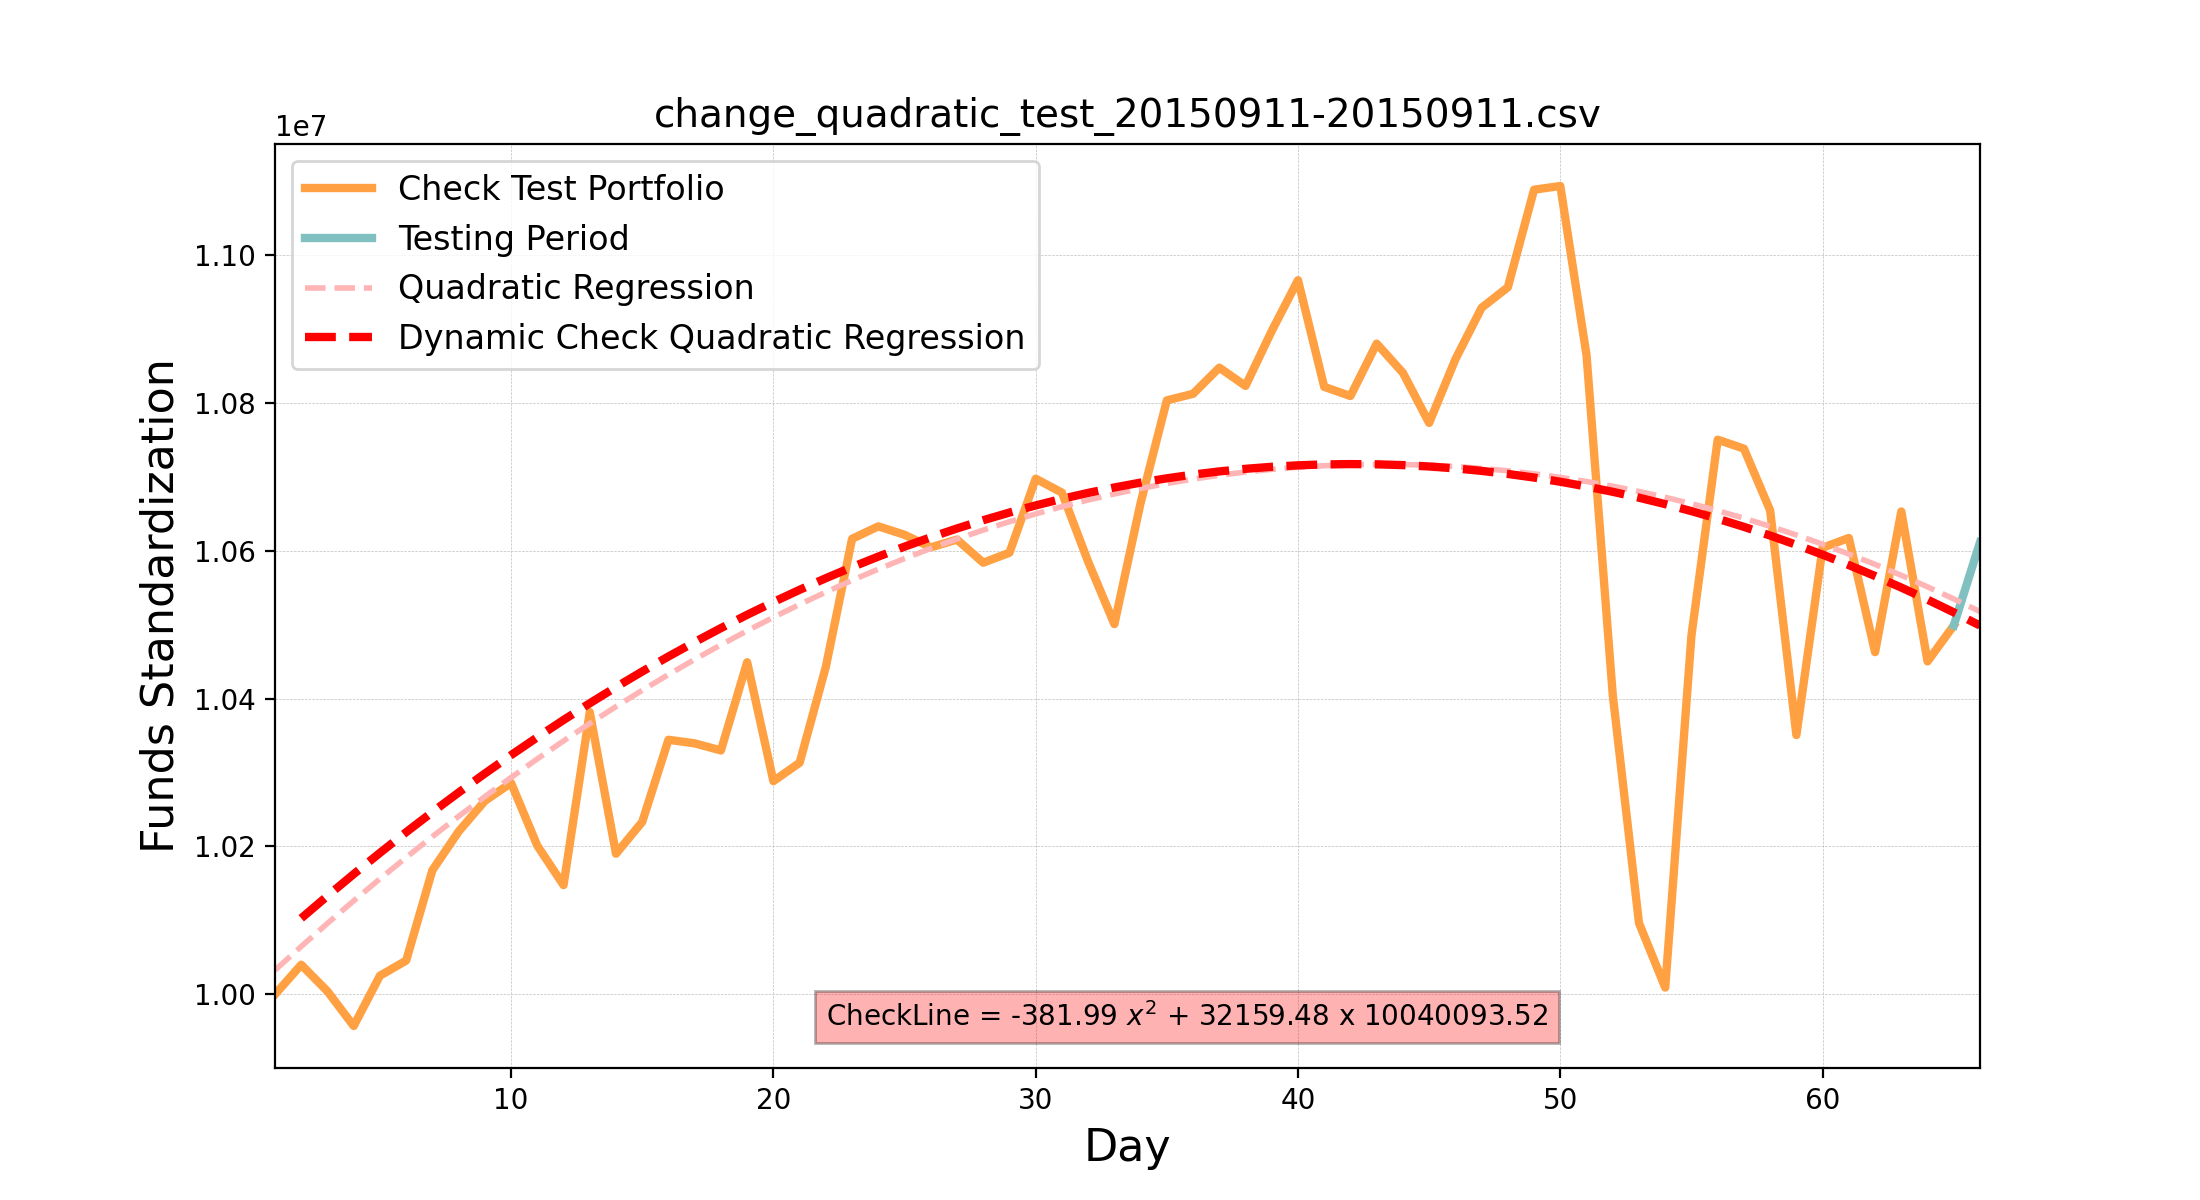 change_quadratic_test_20150911-20150911.csv
1e7
Check Test Portfolio
Testing Period
Quadratic Regression
Dynamic Check Quadratic Regression
1.10
1.08
1.06
1.04
1.02
1.00
Funds Standardization
CheckLine = -381.99 x² + 32159.48 x 10040093.52
10 20 30 40 50 60
Day